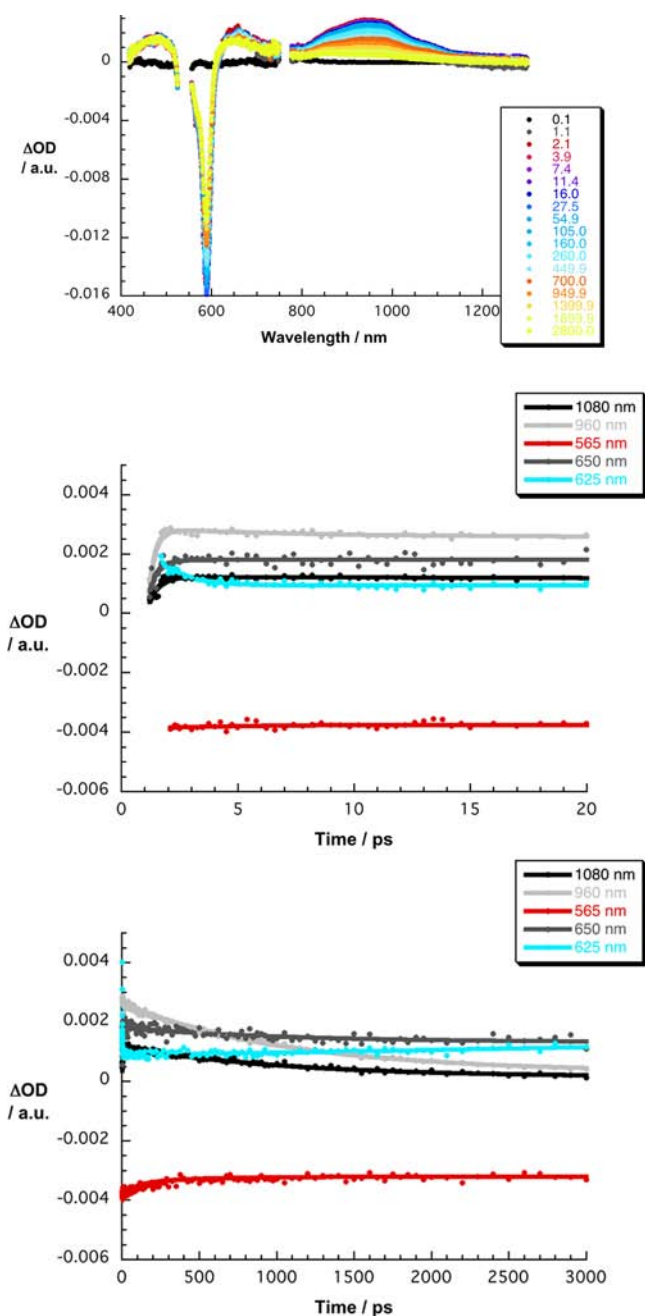 0
-0.004
ΔOD
/ a.u.
-0.008
-0.012
-0.016
400
600
800
1000
Wavelength / nm
0.1
1.1
2.1
3.9
7.4
11.4
16.0
27.5
54.9
105.0
160.0
260.0
449.9
700.0
949.9
1399.9
1899.9
1080 nm
960 nm
565 nm
650 nm
625 nm
0.004
0.002
0
ΔOD
/ a.u.
-0.002
-0.004
-0.006
0
5
10
15
20
Time / ps
1080 nm
960 nm
565 nm
650 nm
625 nm
0.004
0.002
0
ΔOD
/ a.u.
-0.002
-0.004
-0.006
0
500
1000
1500
2000
2500
3000
Time / ps